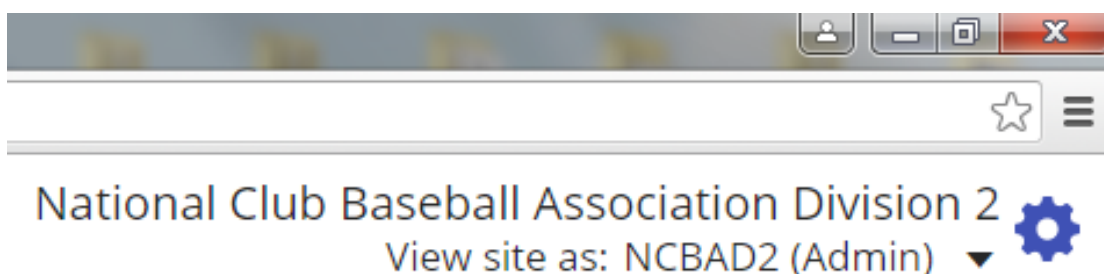 National Club Baseball Association Division 2
View site as: NCBAD2 (Admin)